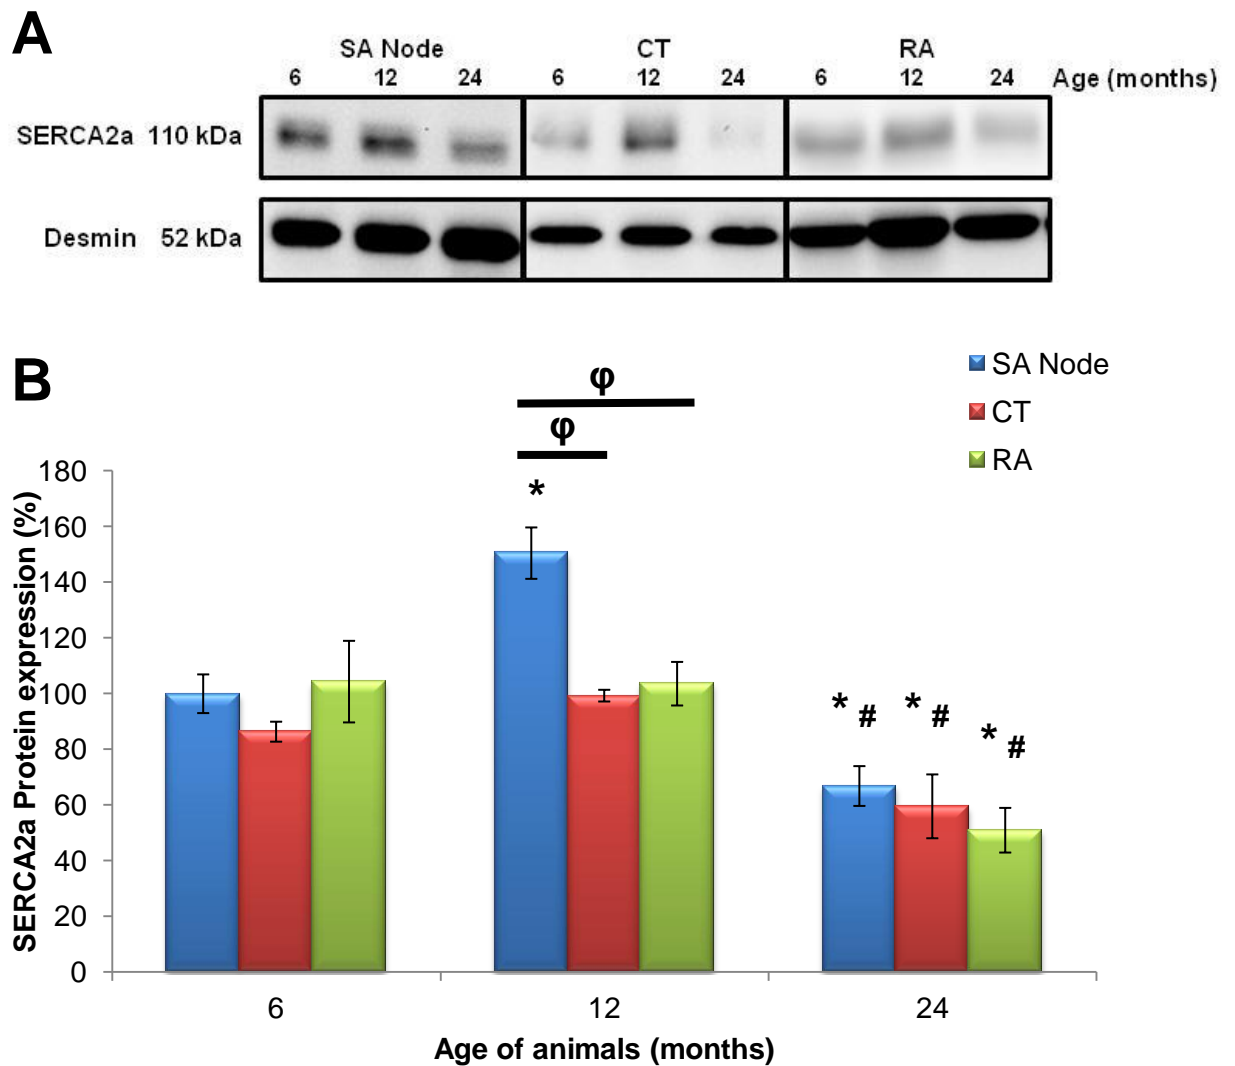 A
SA Node CT RA
6 12 24 6 12 24 6 12 24 Age (months)
SERCA2a 110 kDa
Desmin 52 kDa
B
SA Node
CT
RA
φ
φ
*
* # * # * #
SERCA2a Protein expression (%)
180
160
140
120
100
80
60
40
20
0
6 12 24
Age of animals (months)